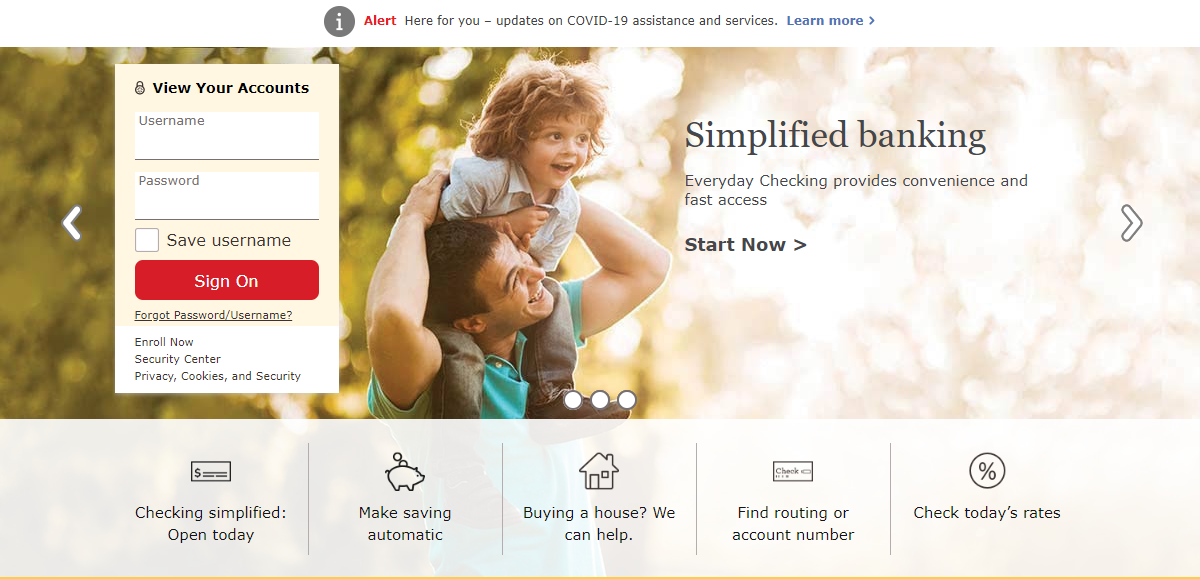 Alert Here for you – updates on COVID-19 assistance and services. Learn more >
View Your Accounts
Username
Password
Save username
Sign On
Forgot Password/Username?
Enroll Now
Security Center
Privacy, Cookies, and Security
Simplified banking
Everyday Checking provides convenience and
fast access
Start Now >
$
Checking simplified:
Open today
Make saving
automatic
Buying a house? We
can help.
Check
Find routing or
account number
%
Check today’s rates